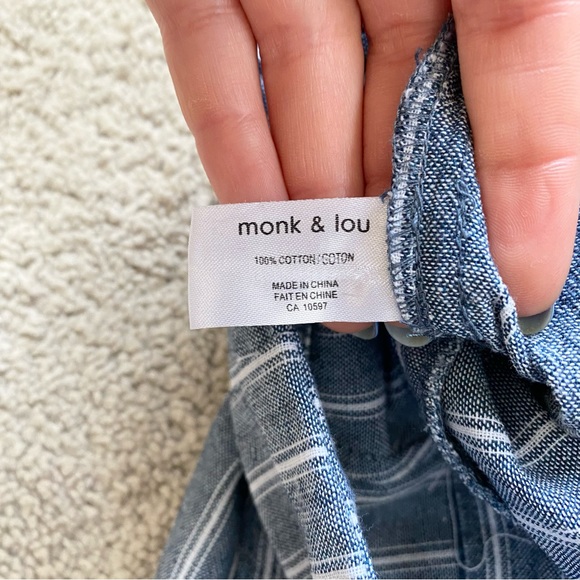 monk & lou
100% COTTON/COTON
MADE IN CHINA
FAIT EN CHINE
CA 10597